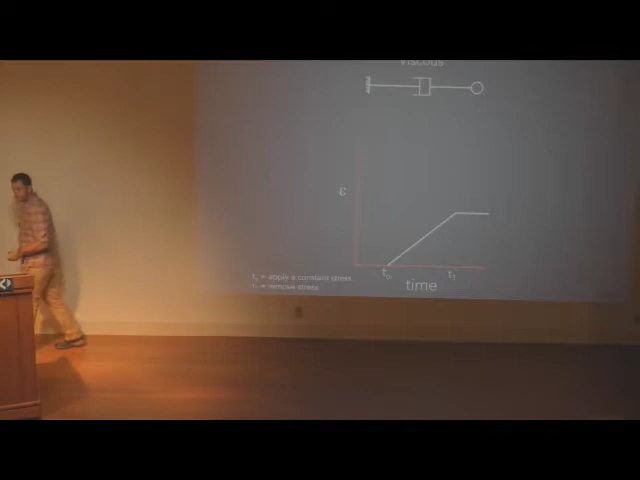 viscous
ε
t₀ t₁
t₀ = apply a constant stress
t₁ = remove stress
time